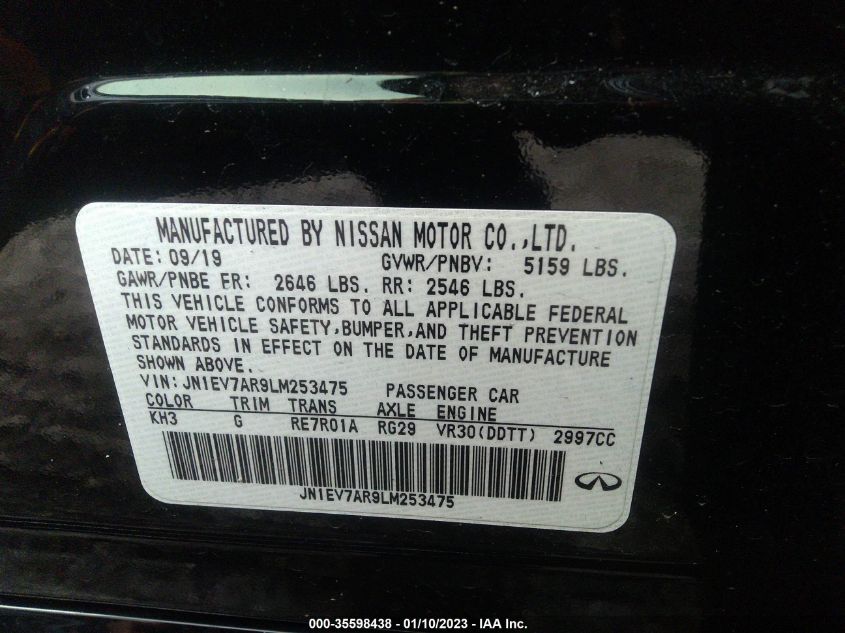 MANUFACTURED BY NISSAN MOTOR CO.,LTD.
DATE: 09/19 GVWR/PNBV: 5159 LBS.
GAWR/PNBE FR: 2646 LBS. RR: 2546 LBS.
THIS VEHICLE CONFORMS TO ALL APPLICABLE FEDERAL
MOTOR VEHICLE SAFETY,BUMPER,AND THEFT PREVENTION
STANDARDS IN EFFECT ON THE DATE OF MANUFACTURE
SHOWN ABOVE.
VIN:JN1EV7AR9LM253475 PASSENGER CAR
COLOR TRIM TRANS AXLE ENGINE
KH3 G RE7R01A RG29 VR30(DDTT) 2997CC
JN1EV7AR9LM253475
000-35598438 - 01/10/2023 - IAA Inc.